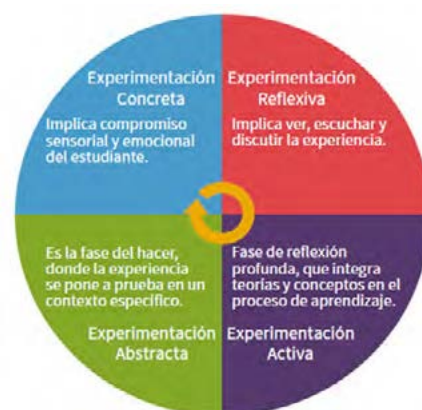 Experimentación
Concreta
Implica compromiso
sensorial y emocional
del estudiante.
Experimentación
Reflexiva
Implica ver, escuchar y
discutir la experiencia.
Es la fase del hacer,
donde la experiencia
se pone a prueba en un
contexto específico.
Experimentación
Abstracta
Fase de reflexión
profunda, que integra
teorías y conceptos en el
proceso de aprendizaje.
Experimentación
Activa